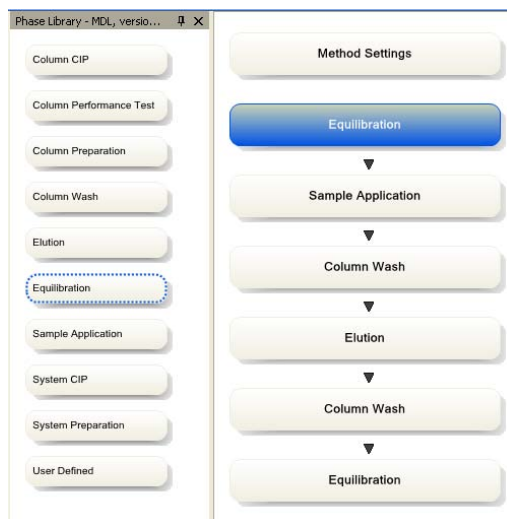 Phase Library - MDL, versio...
Column CIP
Column Performance Test
Column Preparation
Column Wash
Elution
Equilibration
Sample Application
System CIP
System Preparation
User Defined
Method Settings
Equilibration
Sample Application
Column Wash
Elution
Column Wash
Equilibration